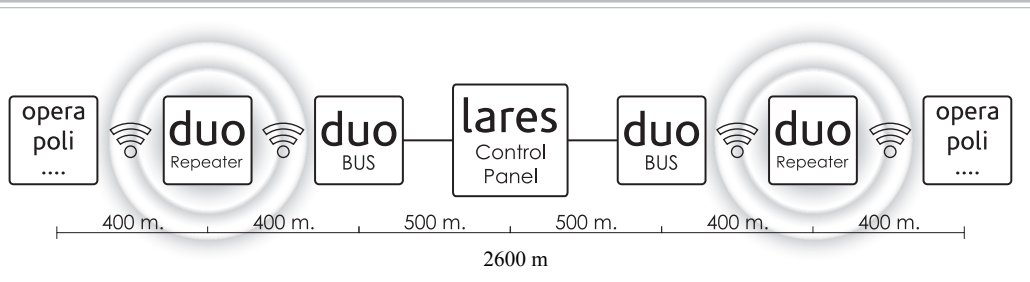 opera
poli
....
duo
Repeater
duo
BUS
lares
Control
Panel
duo
BUS
duo
Repeater
opera
poli
....
400 m.
400 m.
500 m.
500 m.
400 m.
400 m.
2600 m